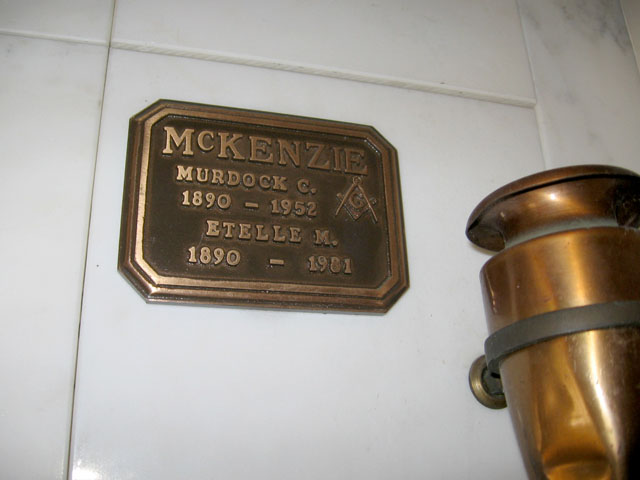 McKENZIE
MURDOCK C.
1890 – 1952
G
ETELLE M.
1890 – 1981